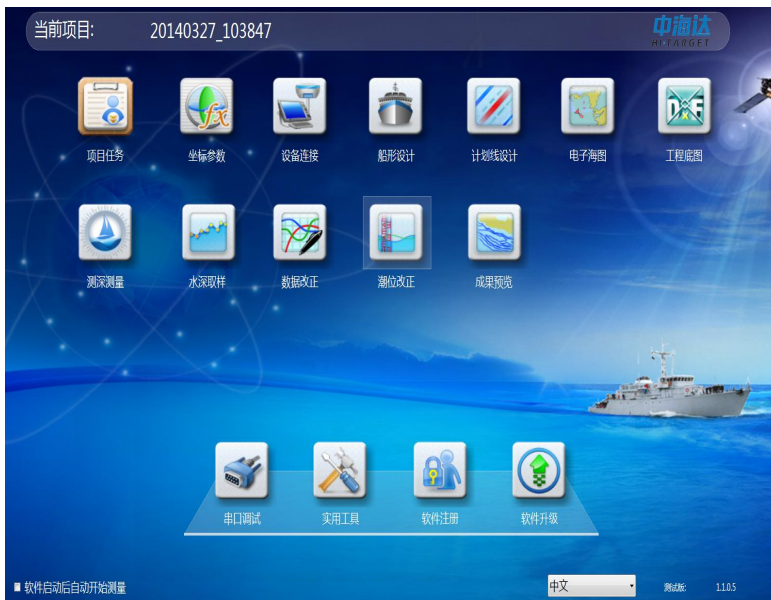 当前项目: 20140327_103847
中海达
HI-TARGET
项目任务 坐标参数 设备连接 船形设计 计划线设计 电子海图 工程底图
测深测量 水深取样 数据改正 潮位改正 成果预览
串口调试 实用工具 软件注册 软件升级
软件启动后自动开始测量 中文 测试版: 1.1.0.5